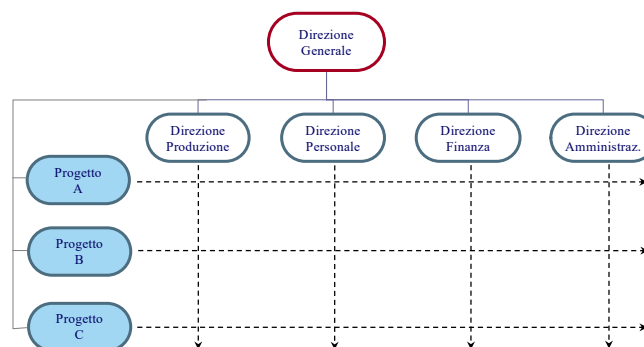 Direzione
Generale
Direzione
Produzione
Direzione
Personale
Direzione
Finanza
Direzione
Amministraz.
Progetto
A
Progetto
B
Progetto
C